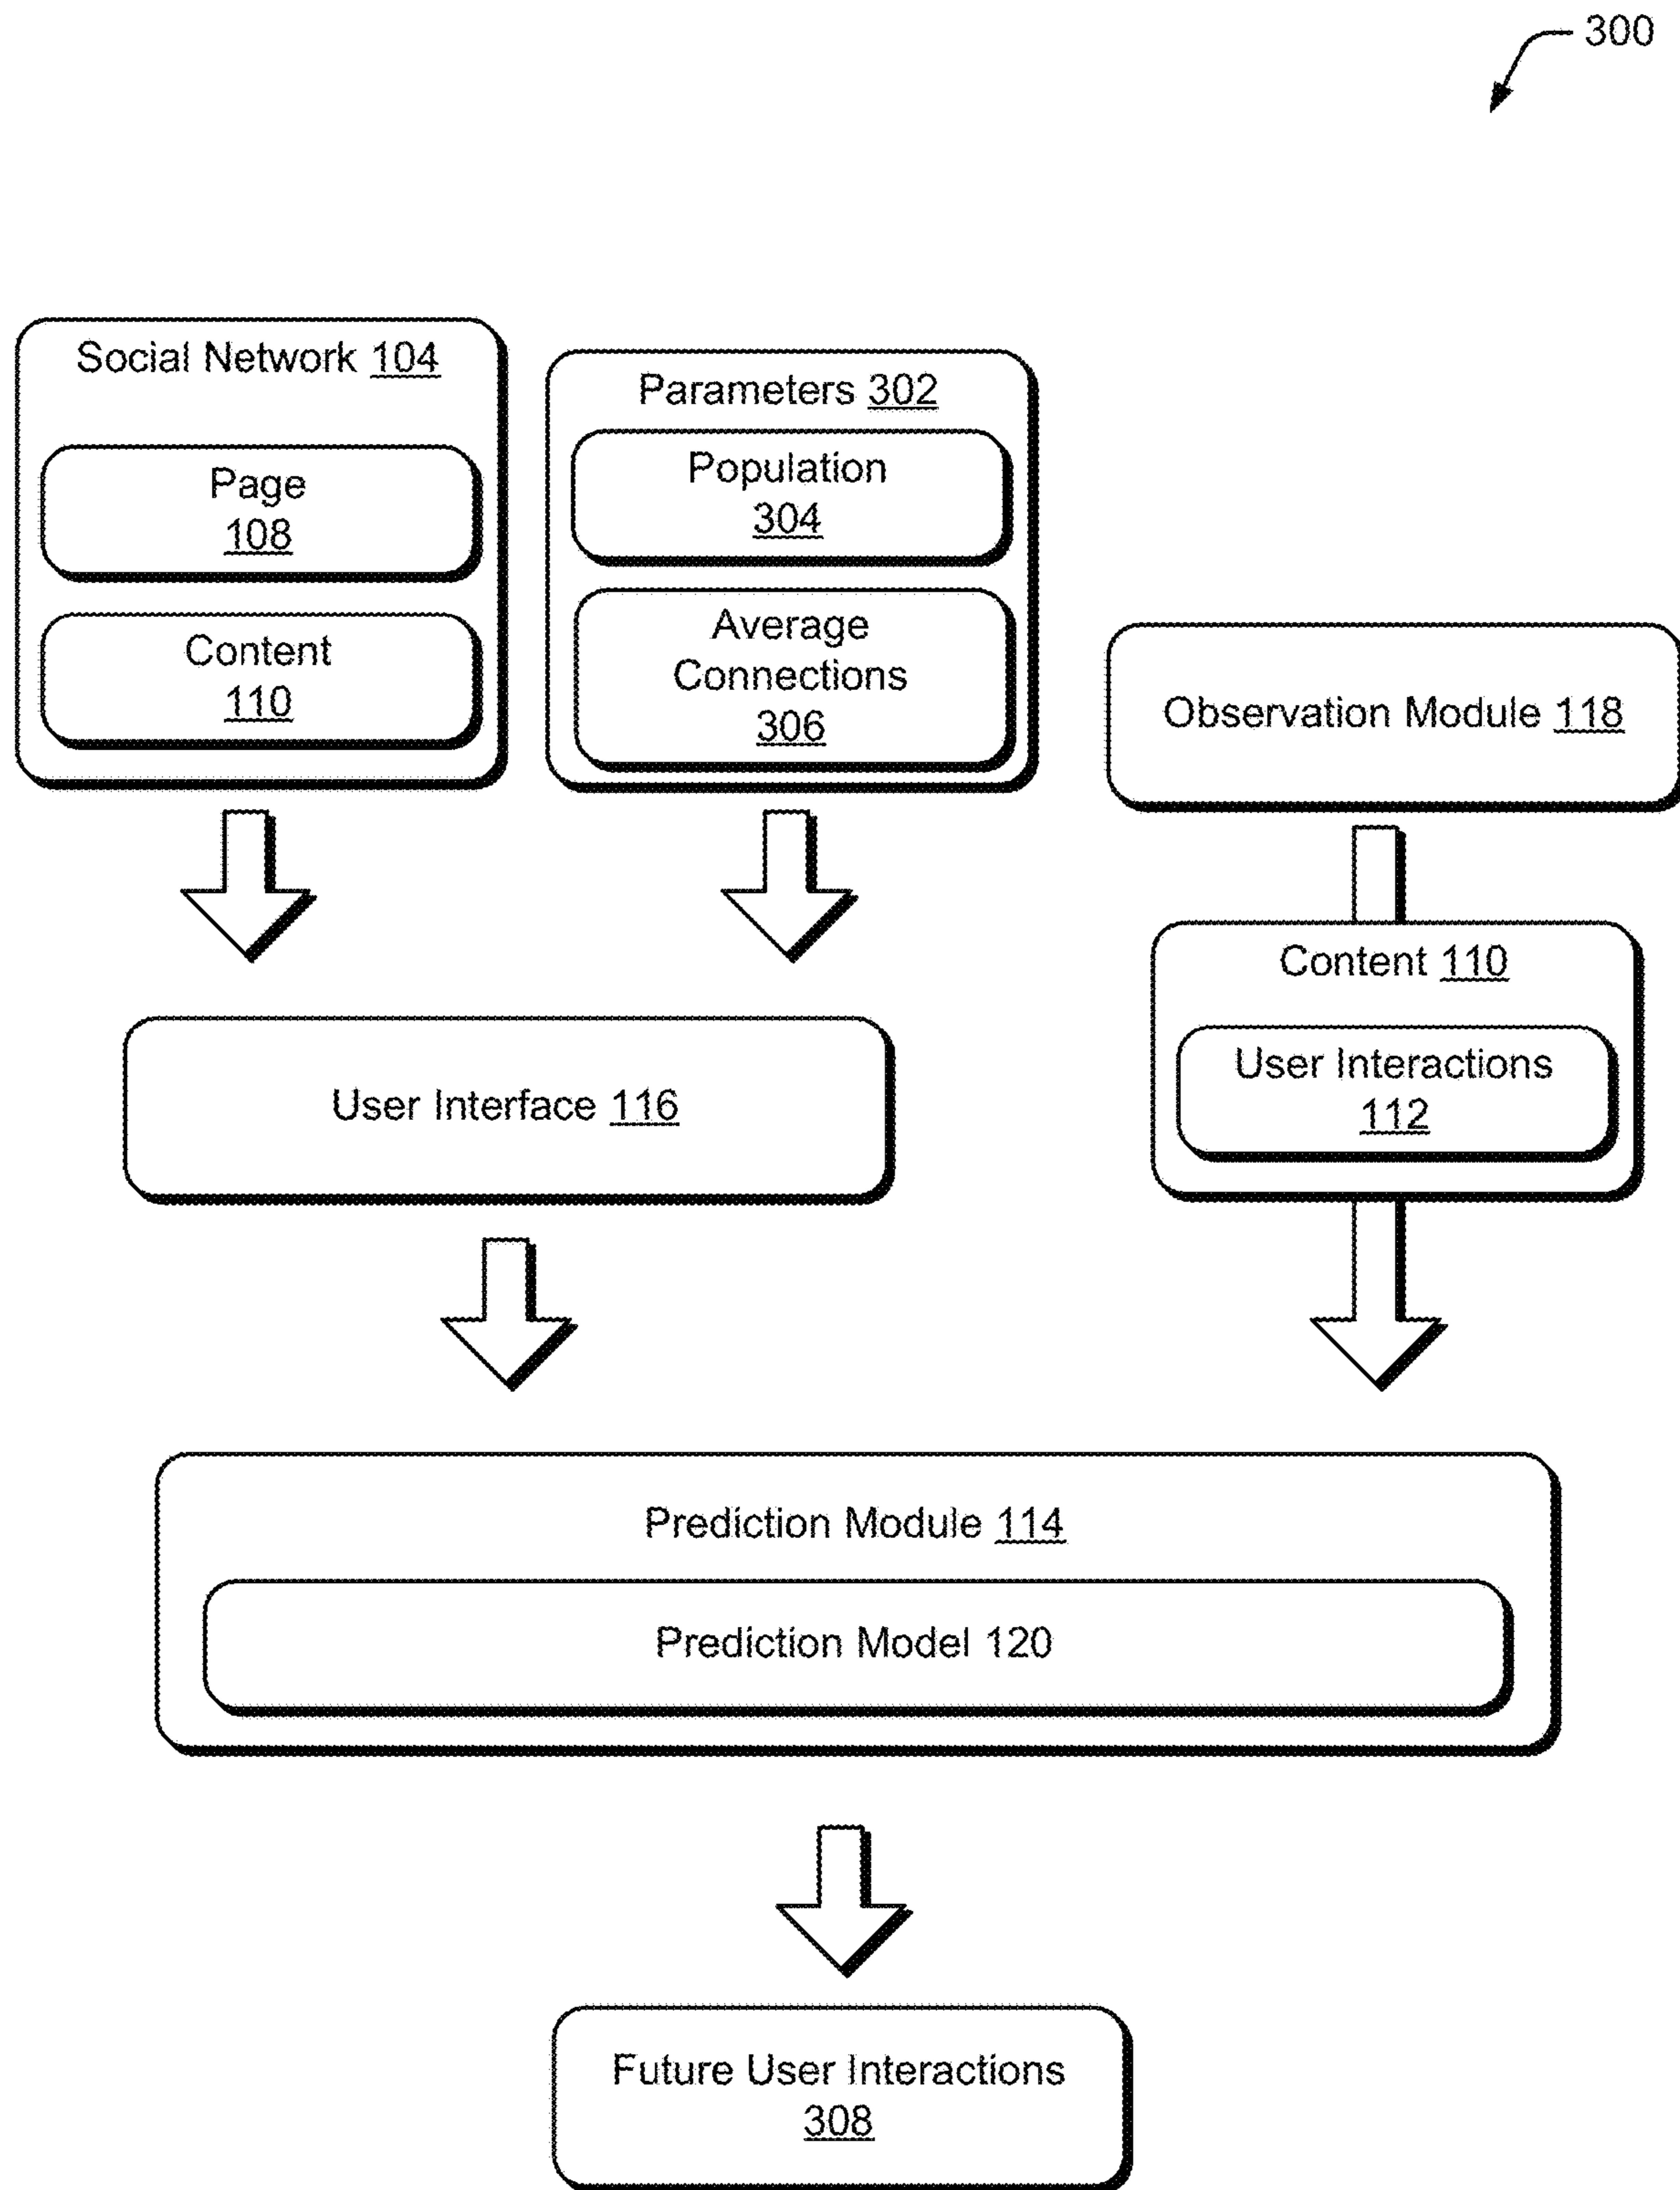 300
Social Network 104
Page
108
Content
110
Parameters 302
Population
304
Average
Connections
306
Observation Module 118
Content 110
User Interactions
112
User Interface 116
Prediction Module 114
Prediction Model 120
Future User Interactions
308